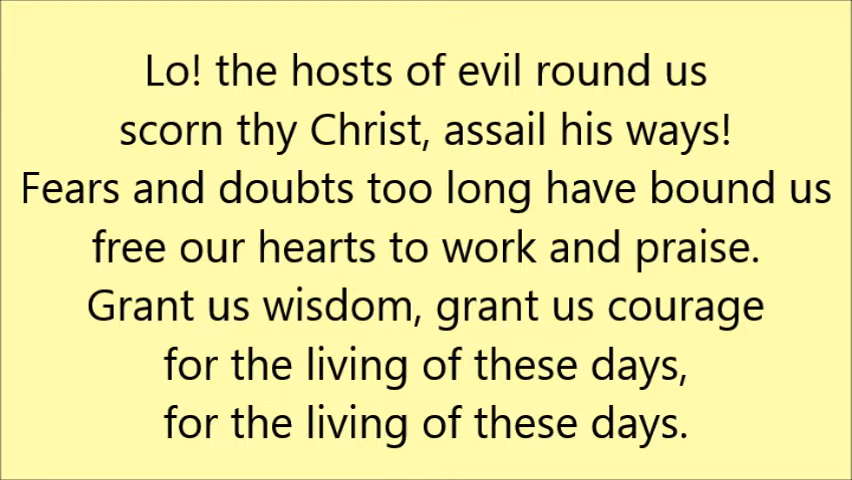 Lo! the hosts of evil round us
scorn thy Christ, assail his ways!
Fears and doubts too long have bound us
free our hearts to work and praise.
Grant us wisdom, grant us courage
for the living of these days,
for the living of these days.